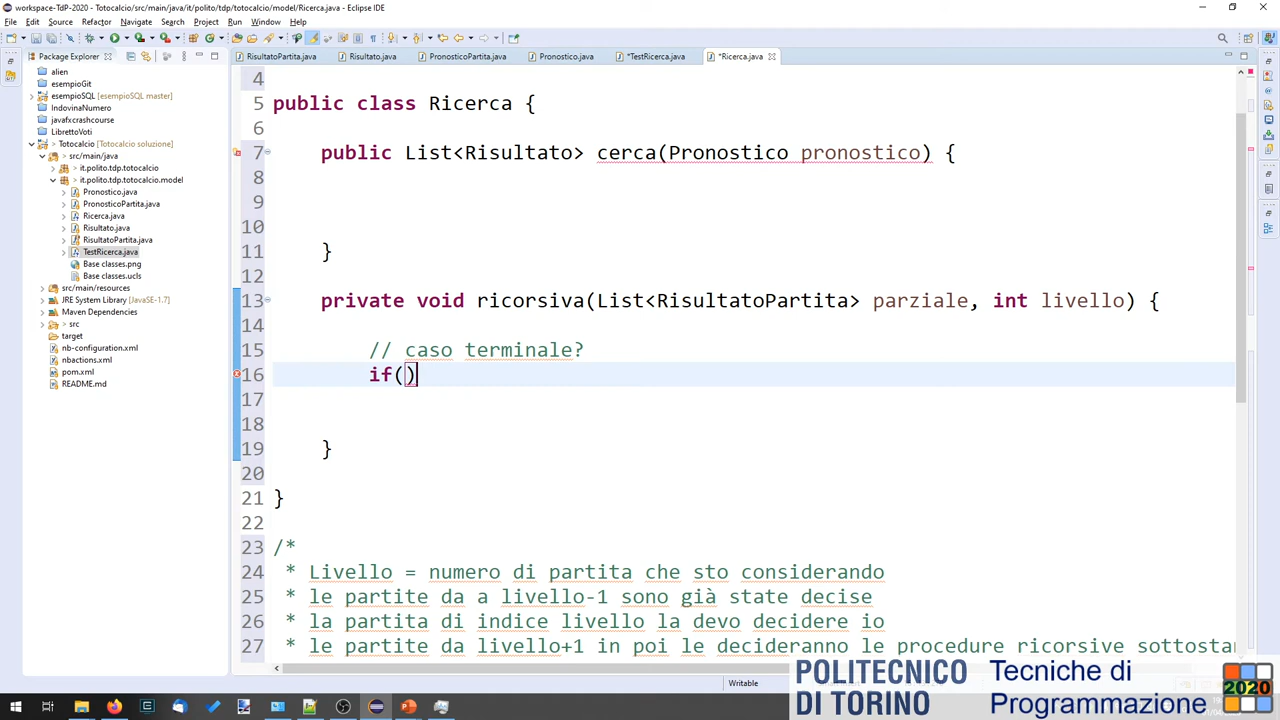 workspace-TdP-2020 - Totocalcio/src/main/java/it/polito/tdp/totocalcio/model/Ricerca.java - Eclipse IDE
File Edit Source Refactor Navigate Search Project Run Window Help
Package Explorer
RisultatoPartita.java Risultato.java PronosticoPartita.java Pronostico.java *TestRicerca.java *Ricerca.java
alien
esempioGit
esempioSQL [esempioSQL master]
IndovinaNumero
javafxcrashcourse
LibrettoVoti
Totocalcio [Totocalcio soluzione]
src/main/java
it.polito.tdp.totocalcio
it.polito.tdp.totocalcio.model
Pronostico.java
PronosticoPartita.java
Ricerca.java
Risultato.java
RisultatoPartita.java
TestRicerca.java
Base classes.png
Base classes.ucls
src/main/resources
JRE System Library [JavaSE-1.7]
Maven Dependencies
src
target
nb-configuration.xml
nbactions.xml
pom.xml
README.md
4
5 public class Ricerca {
6
7 public List<Risultato> cerca(Pronostico pronostico) {
8
9
10
11 }
12
13 private void ricorsiva(List<RisultatoPartita> parziale, int livello) {
14
15 // caso terminale?
16 if()
17
18
19 }
20
21 }
22
23 /*
24 * Livello = numero di partita che sto considerando
25 * le partite da a livello-1 sono già state decise
26 * la partita di indice livello la devo decidere io
27 * le partite da livello+1 in poi le decideranno le procedure ricorsive sottostan
Writable
POLITECNICO
DI TORINO
Tecniche di
Programmazione
2020